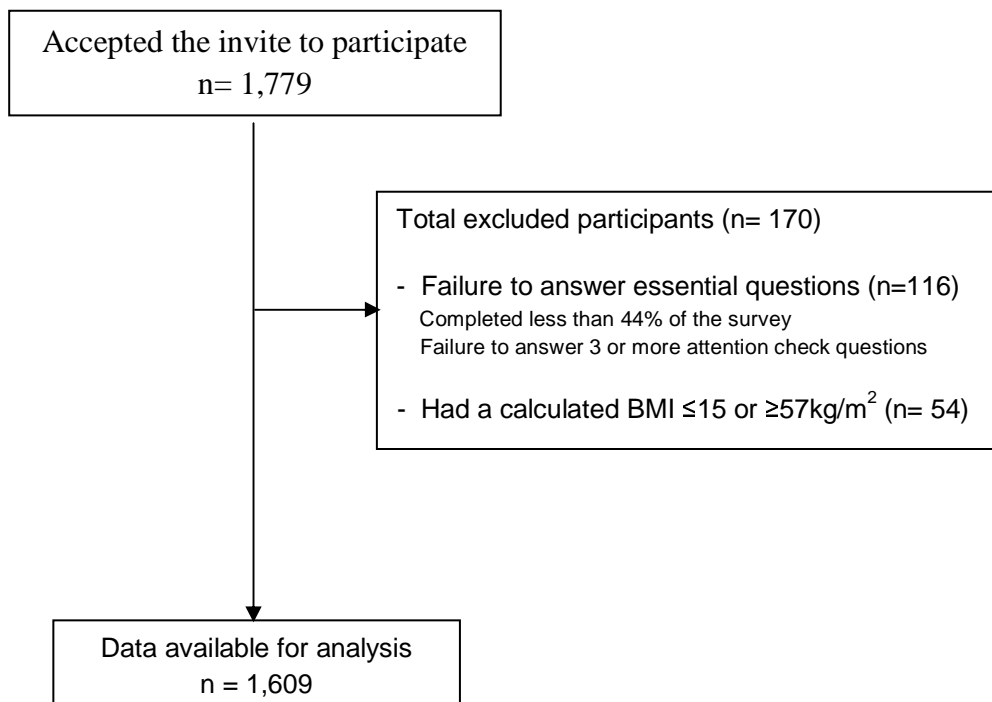 Accepted the invite to participate
n= 1,779
Total excluded participants (n= 170)
- Failure to answer essential questions (n=116)
Completed less than 44% of the survey
Failure to answer 3 or more attention check questions
- Had a calculated BMI ≤15 or ≥57kg/m² (n= 54)
Data available for analysis
n = 1,609